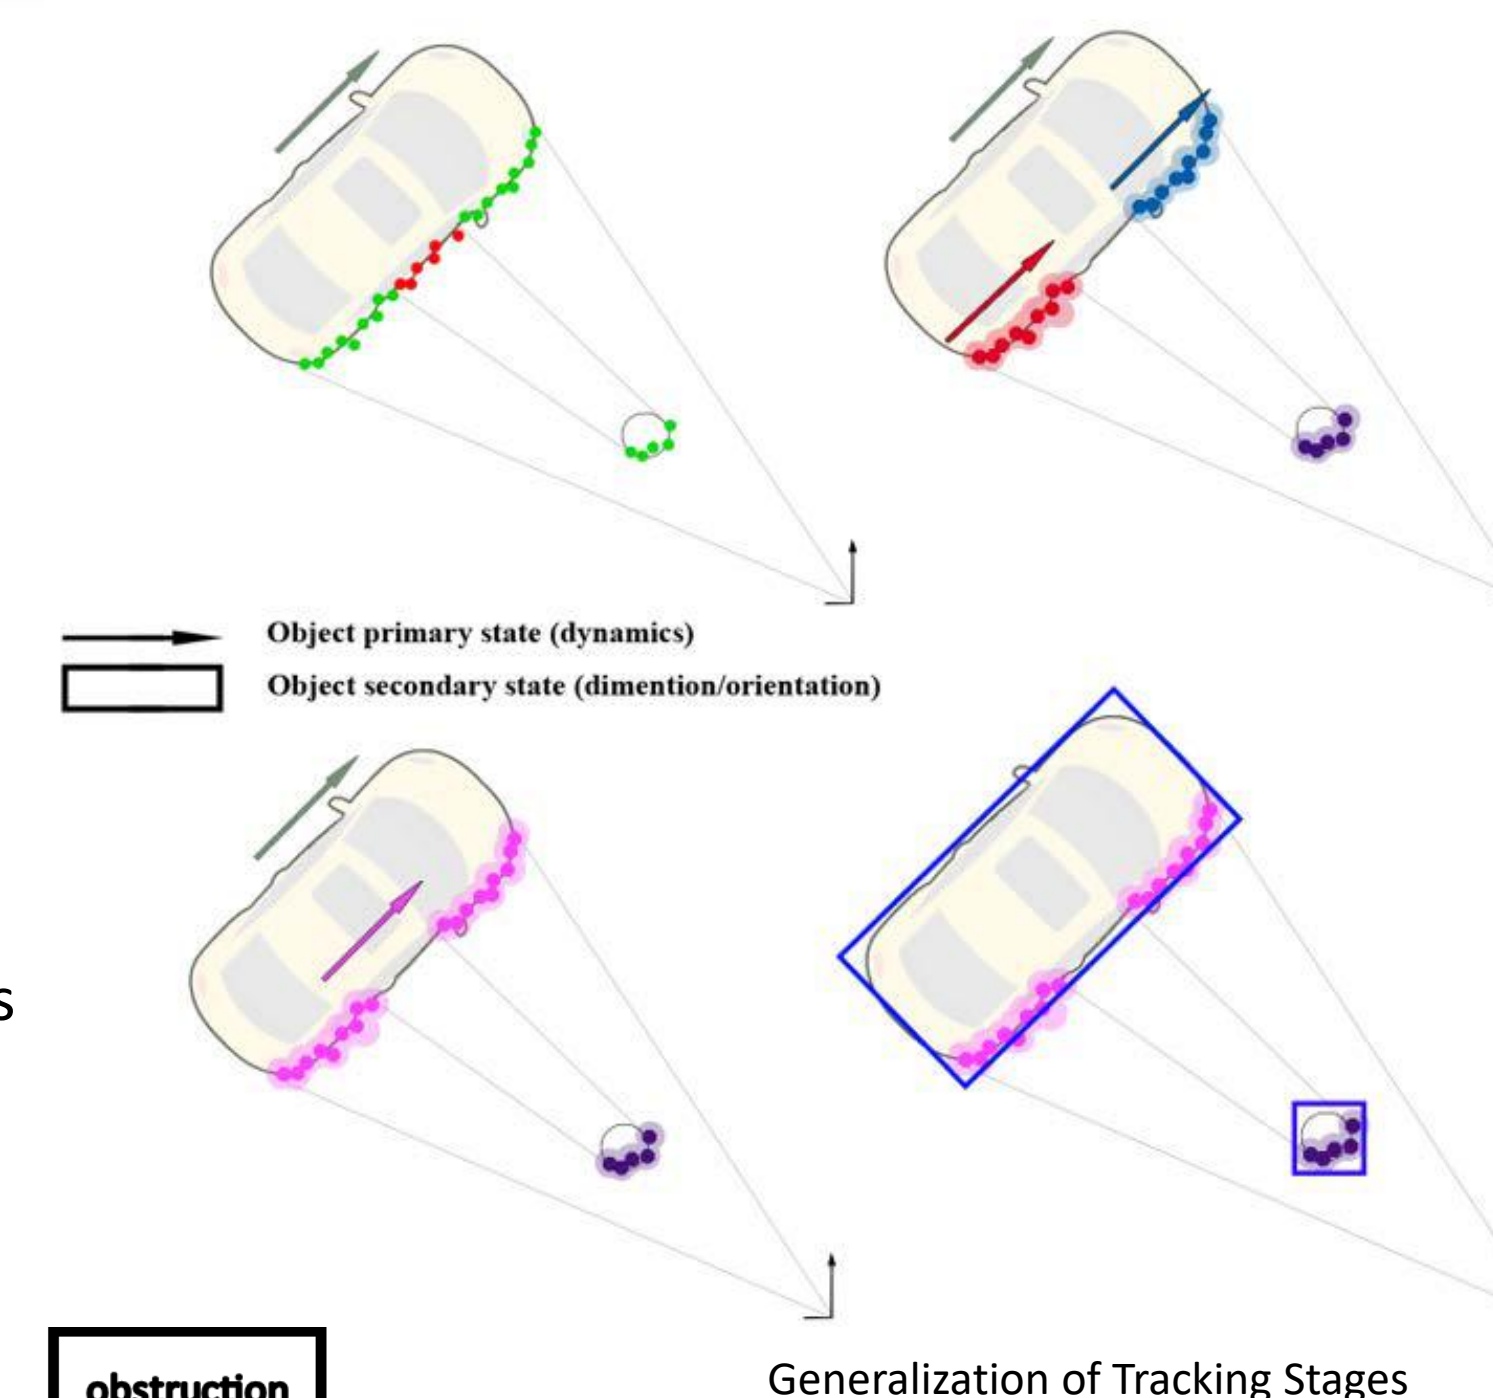 Object primary state (dynamics)
Object secondary state (dimention/orientation)
s
obstruction
Generalization of Tracking Stages